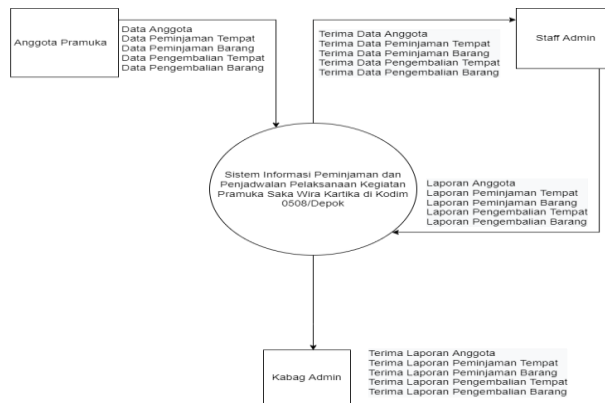 Anggota Pramuka
Data Anggota
Data Peminjaman Tempat
Data Peminjaman Barang
Data Pengembalian Tempat
Data Pengembalian Barang
Terima Data Anggota
Terima Data Peminjaman Tempat
Terima Data Peminjaman Barang
Terima Data Pengembalian Tempat
Terima Data Pengembalian Barang
Staff Admin
Sistem Informasi Peminjaman dan
Penjadwalan Pelaksanaan Kegiatan
Pramuka Saka Wira Kartika di Kodim
0508/Depok
Laporan Anggota
Laporan Peminjaman Tempat
Laporan Peminjaman Barang
Laporan Pengembalian Tempat
Laporan Pengembalian Barang
Kabag Admin
Terima Laporan Anggota
Terima Laporan Peminjaman Tempat
Terima Laporan Peminjaman Barang
Terima Laporan Pengembalian Tempat
Terima Laporan Pengembalian Barang